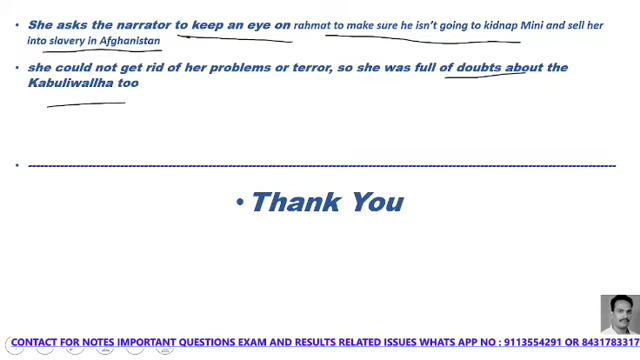 • She asks the narrator to keep an eye on rahmat to make sure he isn't going to kidnap Mini and sell her
into slavery in Afghanistan
• she could not get rid of her problems or terror, so she was full of doubts about the
Kabuliwallha too
• Thank You
CONTACT FOR NOTES IMPORTANT QUESTIONS EXAM AND RESULTS RELATED ISSUES WHATS APP NO : 9113554291 OR 8431783317